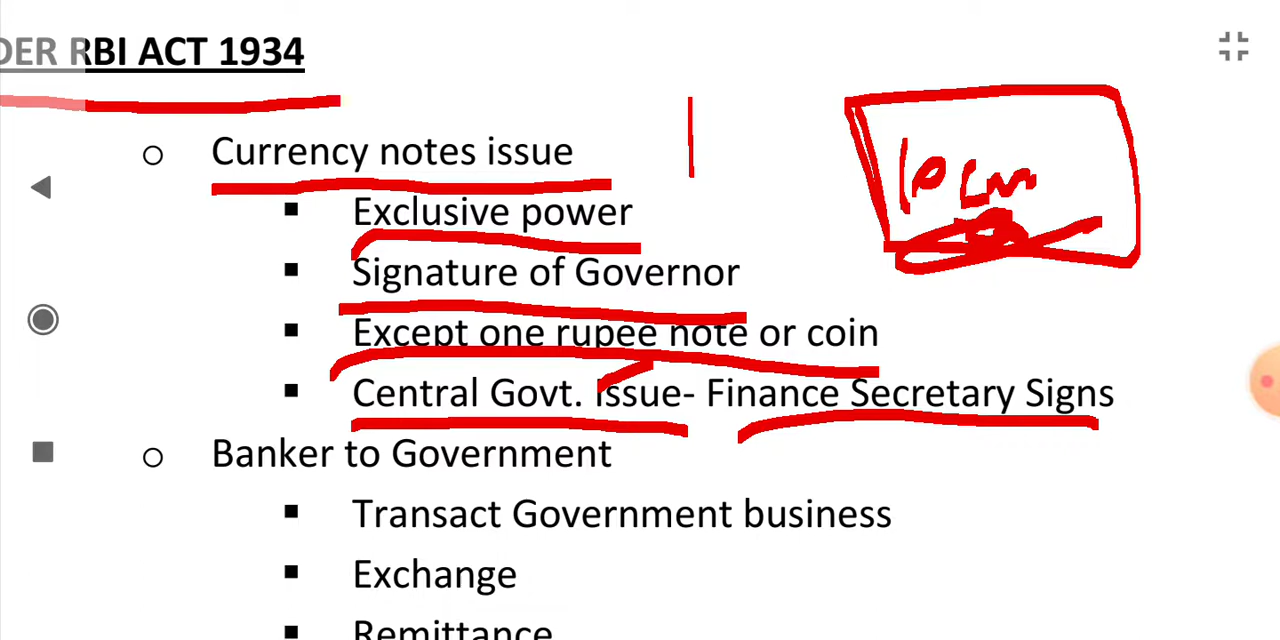 DER RBI ACT 1934
Currency notes issue
Exclusive power
Signature of Governor
Except one rupee note or coin
Central Govt. Issue- Finance Secretary Signs
Banker to Government
Transact Government business
Exchange
Remittance